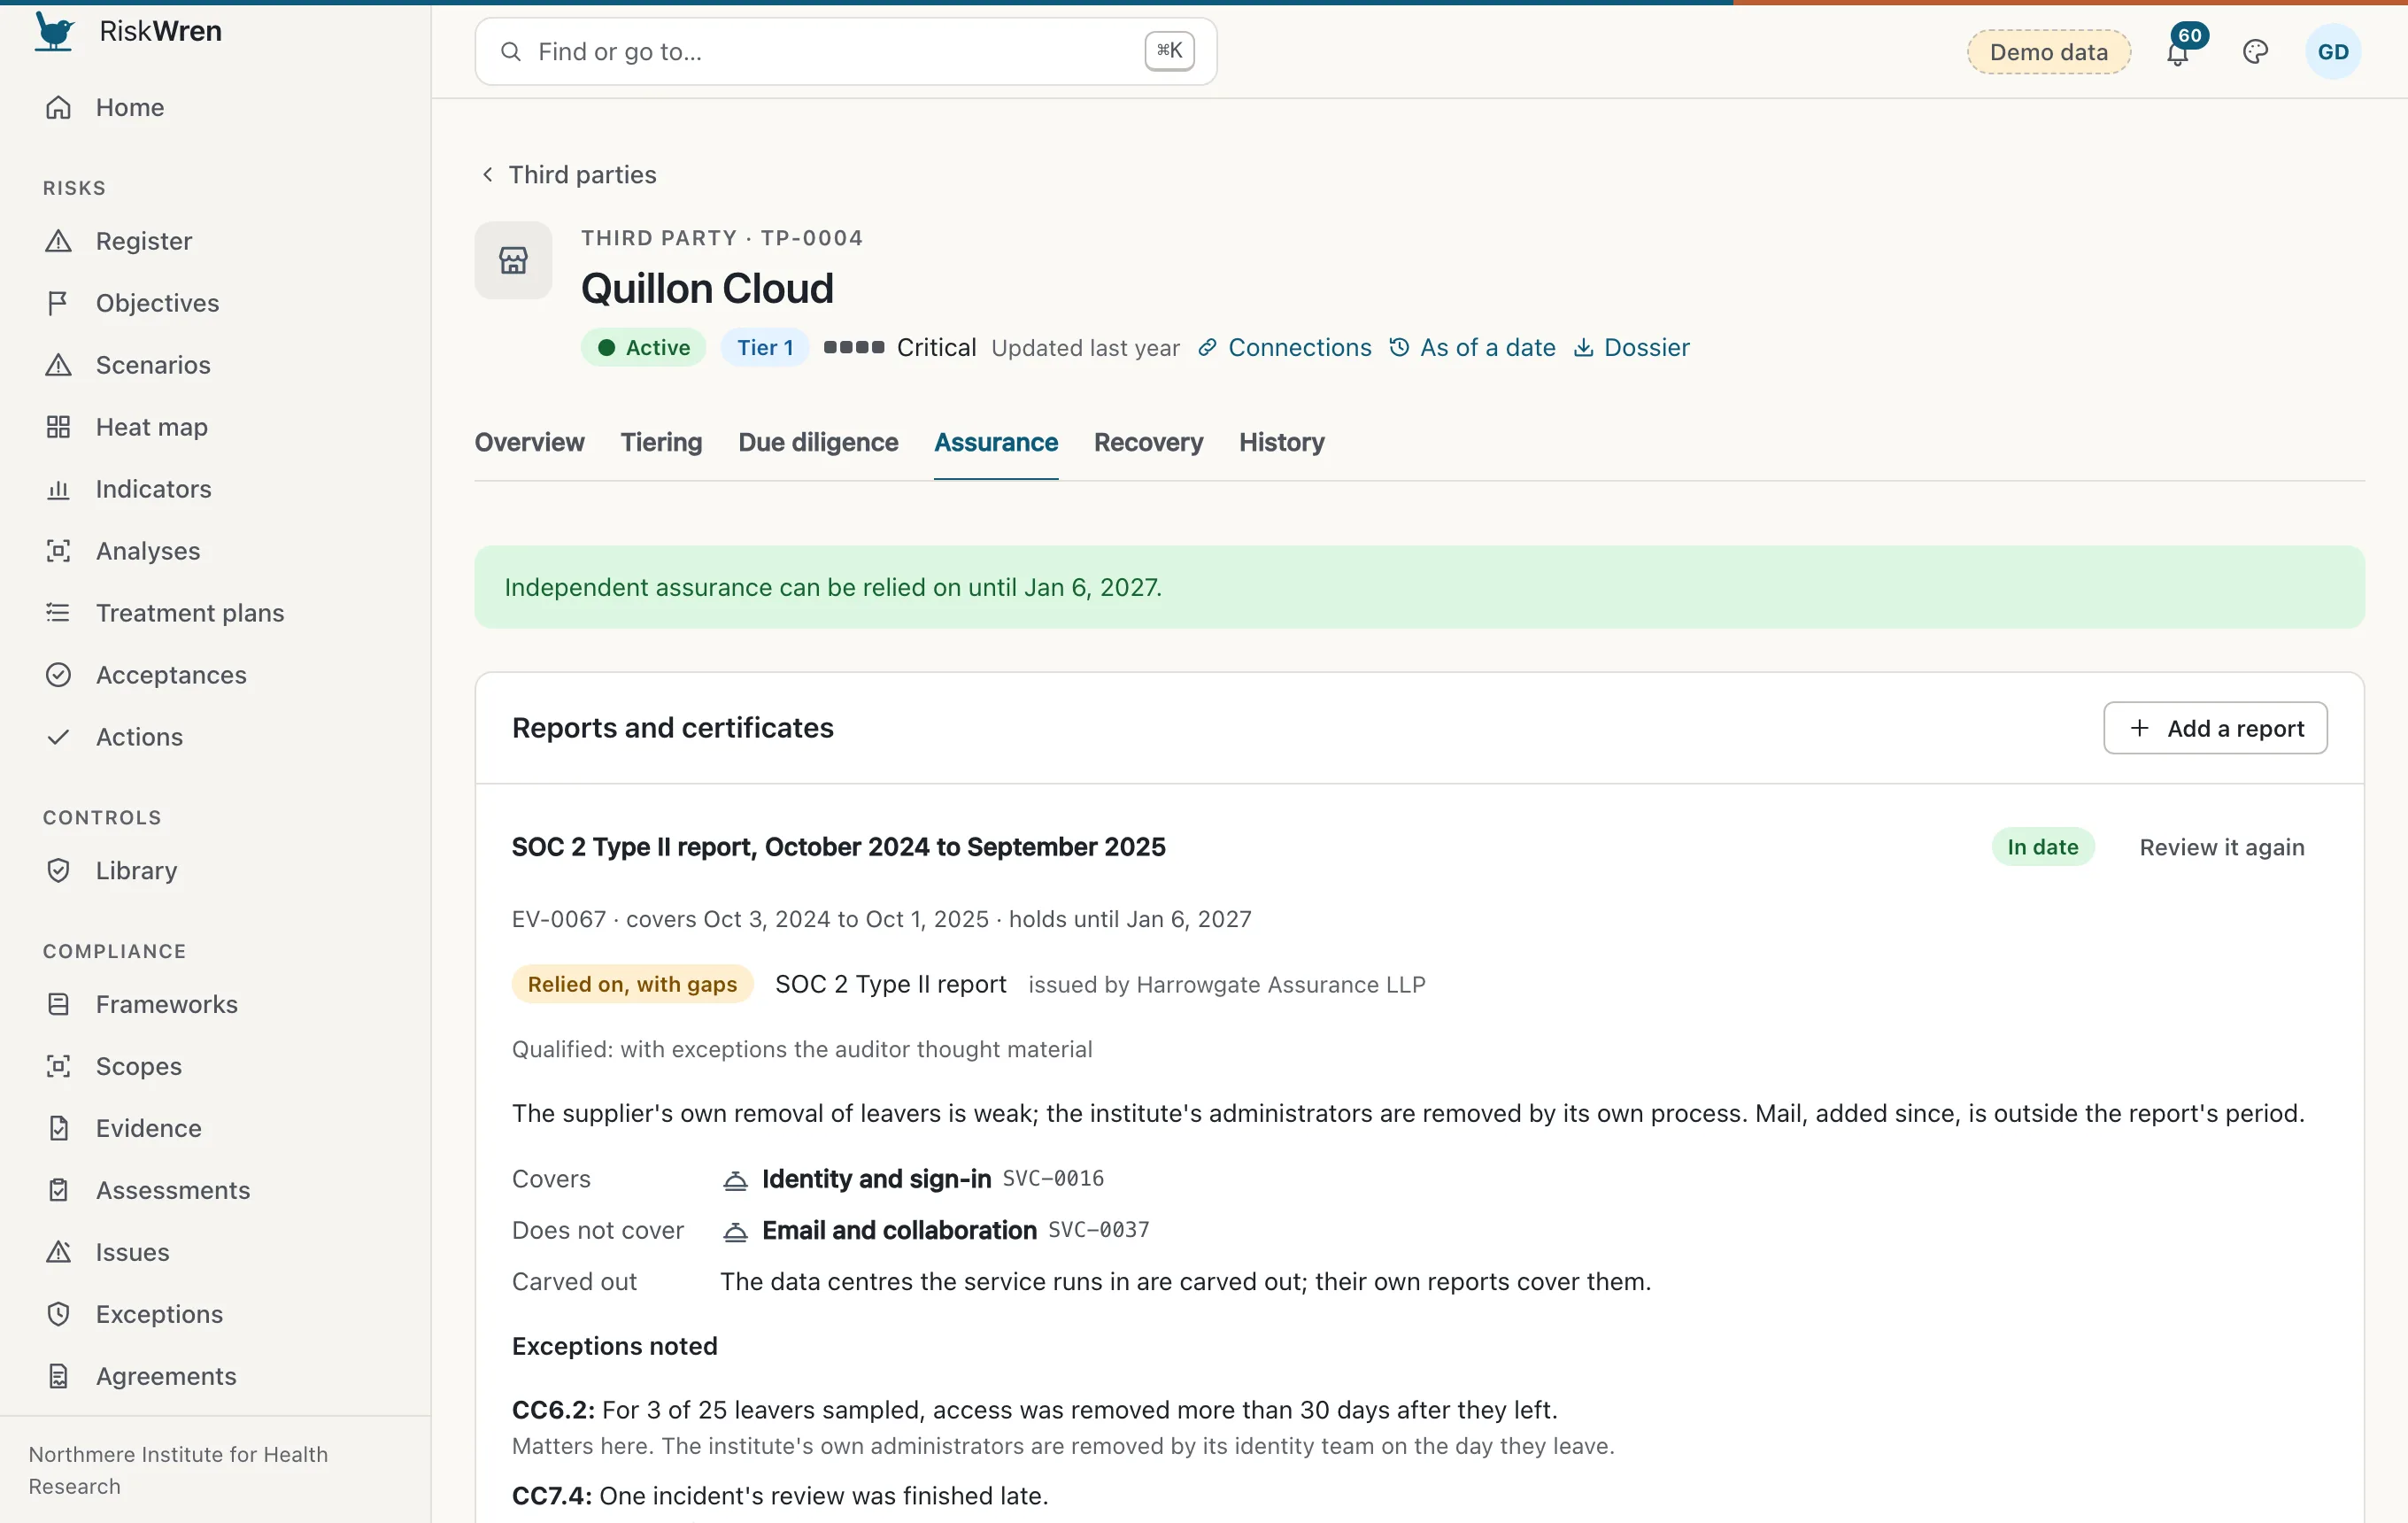 RiskWren
Find or go to...
⌘K
Demo data
60
GD
Home
RISKS
Register
Objectives
Scenarios
Heat map
Indicators
Analyses
Treatment plans
Acceptances
Actions
CONTROLS
Library
COMPLIANCE
Frameworks
Scopes
Evidence
Assessments
Issues
Exceptions
Agreements
Northmere Institute for Health
Research
Third parties
THIRD PARTY · TP-0004
Quillon Cloud
Active Tier 1 Critical Updated last year Connections As of a date Dossier
Overview Tiering Due diligence Assurance Recovery History
Independent assurance can be relied on until Jan 6, 2027.
Reports and certificates
Add a report
SOC 2 Type II report, October 2024 to September 2025
In date
Review it again
EV-0067 · covers Oct 3, 2024 to Oct 1, 2025 · holds until Jan 6, 2027
Relied on, with gaps SOC 2 Type II report issued by Harrowgate Assurance LLP
Qualified: with exceptions the auditor thought material
The supplier's own removal of leavers is weak; the institute's administrators are removed by its own process. Mail, added since, is outside the report's period.
Covers Identity and sign-in SVC-0016
Does not cover Email and collaboration SVC-0037
Carved out The data centres the service runs in are carved out; their own reports cover them.
Exceptions noted
CC6.2: For 3 of 25 leavers sampled, access was removed more than 30 days after they left.
Matters here. The institute's own administrators are removed by its identity team on the day they leave.
CC7.4: One incident's review was finished late.